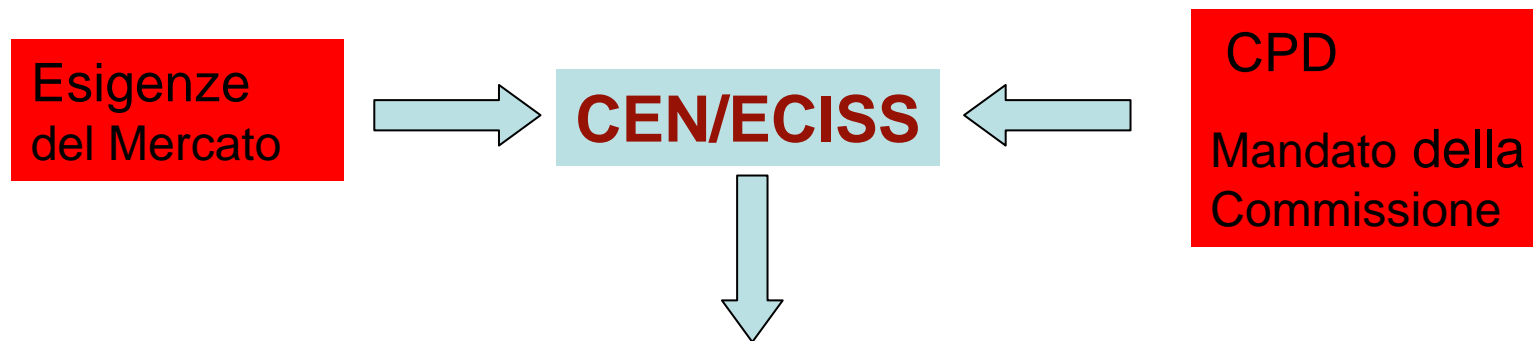 Esigenze
del Mercato
CEN/ECISS
CPD
Mandato della
Commissione